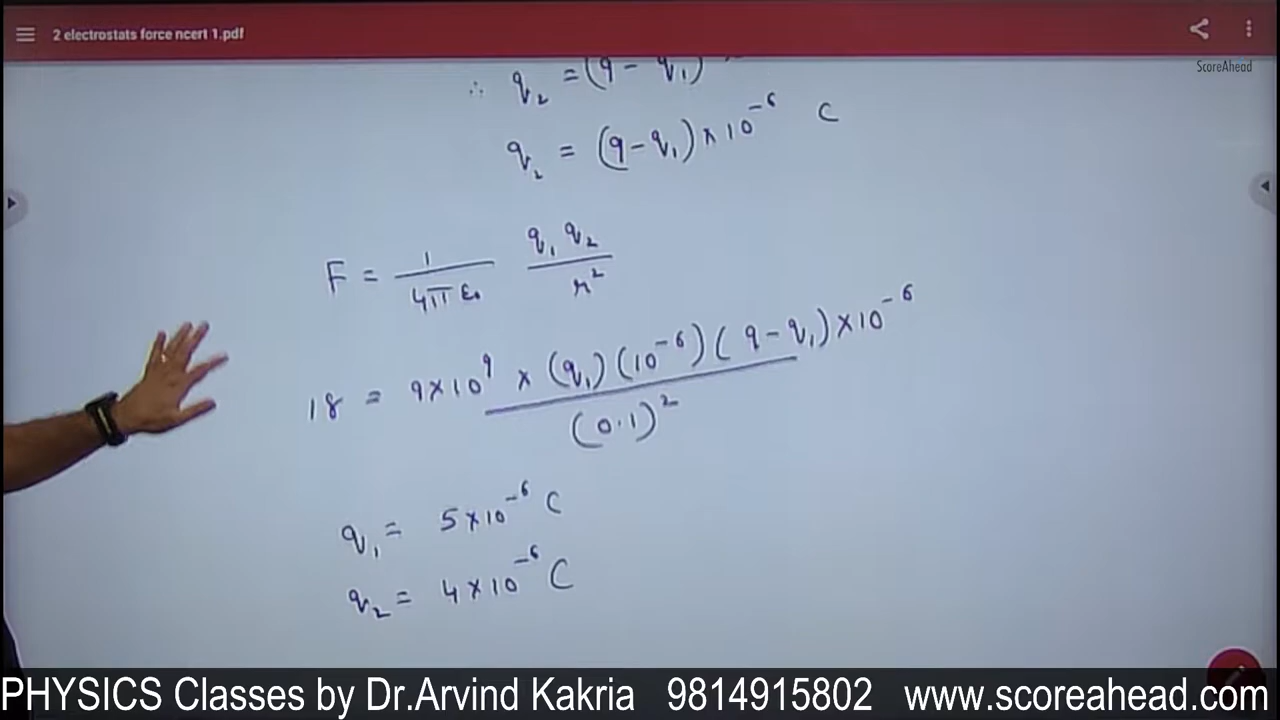 2 electrostats force ncert 1.pdf
ScoreAhead
∴ q₂ = (9 - q₁)
q₂ = (9 - q₁) × 10⁻⁶ C
F = 1/4πε₀ q₁ q₂/r²
18 = 9×10⁹ × (q₁)(10⁻⁶)(9 - q₁) × 10⁻⁶/(0.1)²
q₁ = 5×10⁻⁶ C
q₂ = 4×10⁻⁶ C
PHYSICS Classes by Dr.Arvind Kakria 9814915802 www.scoreahead.com